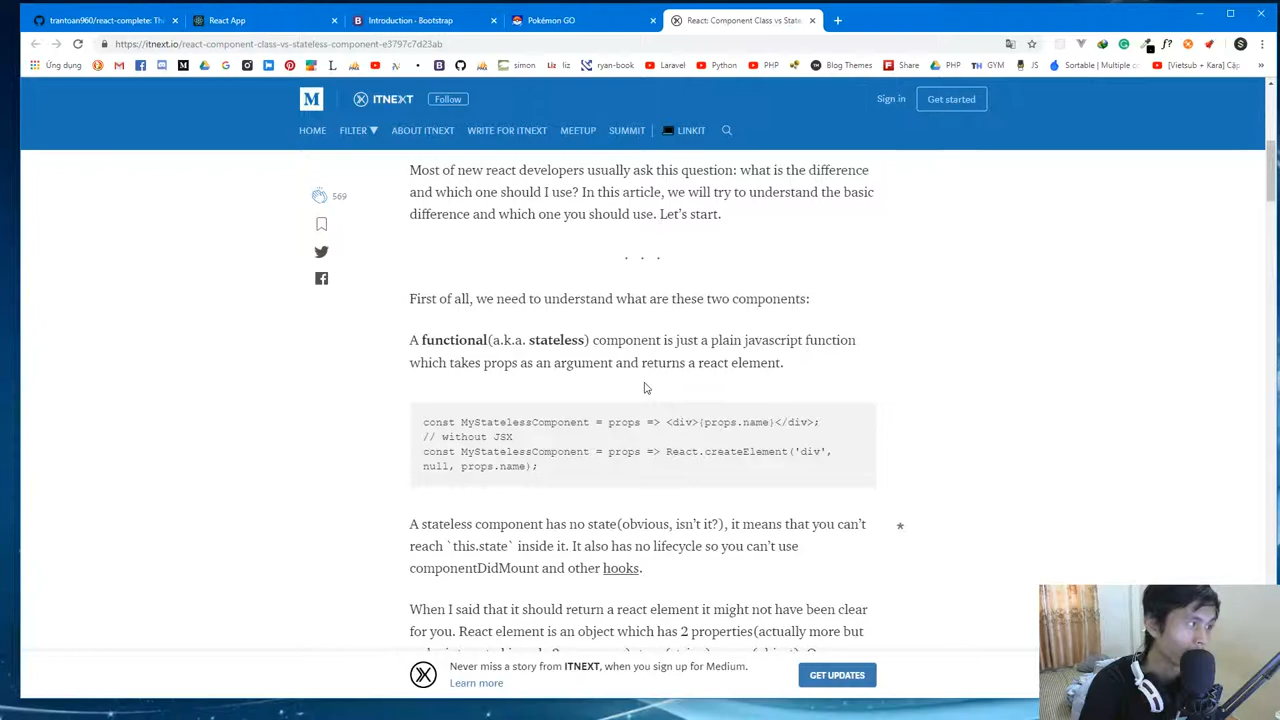 trantoan960/react-complete: Th
React App
Introduction · Bootstrap
Pokémon GO
React: Component Class vs State
https://itnext.io/react-component-class-vs-stateless-component-e3797c7d23ab
Ứng dụng
simon
liz
ryan-book
Laravel
Python
PHP
Blog Themes
Share
PHP
GYM
JS
Sortable | Multiple c
[Vietsub + Kara] Cặp
M
ITNEXT
Follow
Sign in
Get started
HOME
FILTER ▼
ABOUT ITNEXT
WRITE FOR ITNEXT
MEETUP
SUMMIT
LINKIT
569
Most of new react developers usually ask this question: what is the difference
and which one should I use? In this article, we will try to understand the basic
difference and which one you should use. Let's start.
. . .
First of all, we need to understand what are these two components:
A functional(a.k.a. stateless) component is just a plain javascript function
which takes props as an argument and returns a react element.
const MyStatelessComponent = props => <div>{props.name}</div>;
// without JSX
const MyStatelessComponent = props => React.createElement('div',
null, props.name);
A stateless component has no state(obvious, isn't it?), it means that you can't
reach `this.state` inside it. It also has no lifecycle so you can't use
componentDidMount and other hooks.
*
When I said that it should return a react element it might not have been clear
for you. React element is an object which has 2 properties(actually more but
Never miss a story from ITNEXT, when you sign up for Medium.
Learn more
GET UPDATES